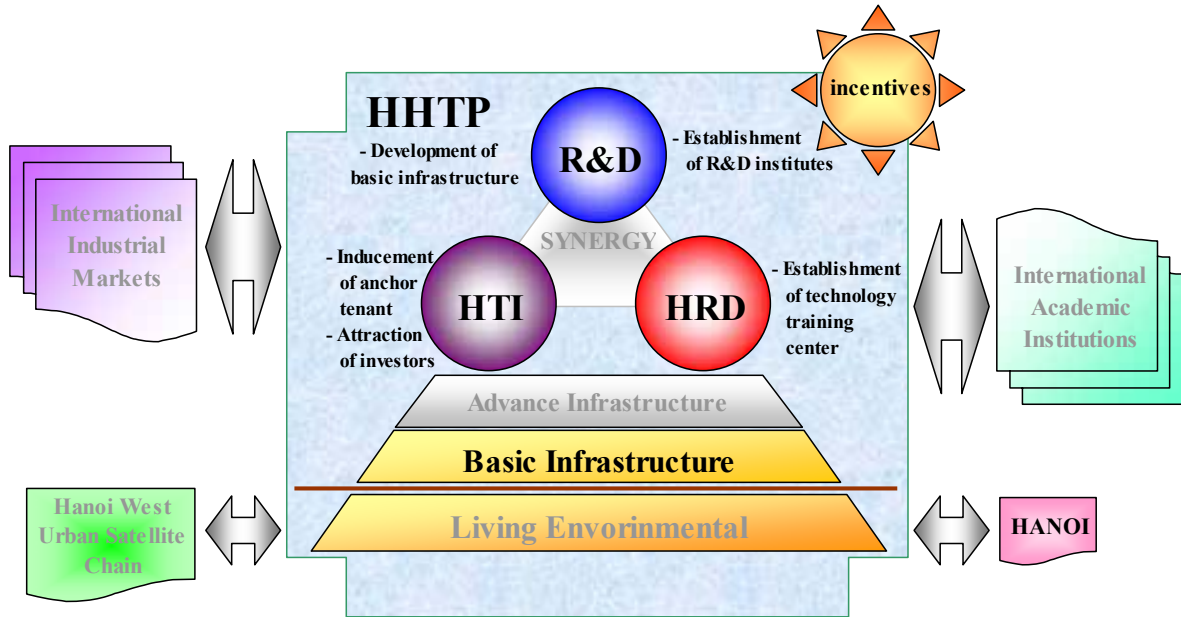 incentives
HHTP
- Development of
basic infrastructure
R&D
- Establishment
of R&D institutes
International
Industrial
Markets
SYNERGY
- Inducement
of anchor
tenant
- Attraction
of investors
HTI
HRD
- Establishment
of technology
training
center
International
Academic
Institutions
Advance Infrastructure
Basic Infrastructure
Living Envorinmental
Hanoi West
Urban Satellite
Chain
HANOI